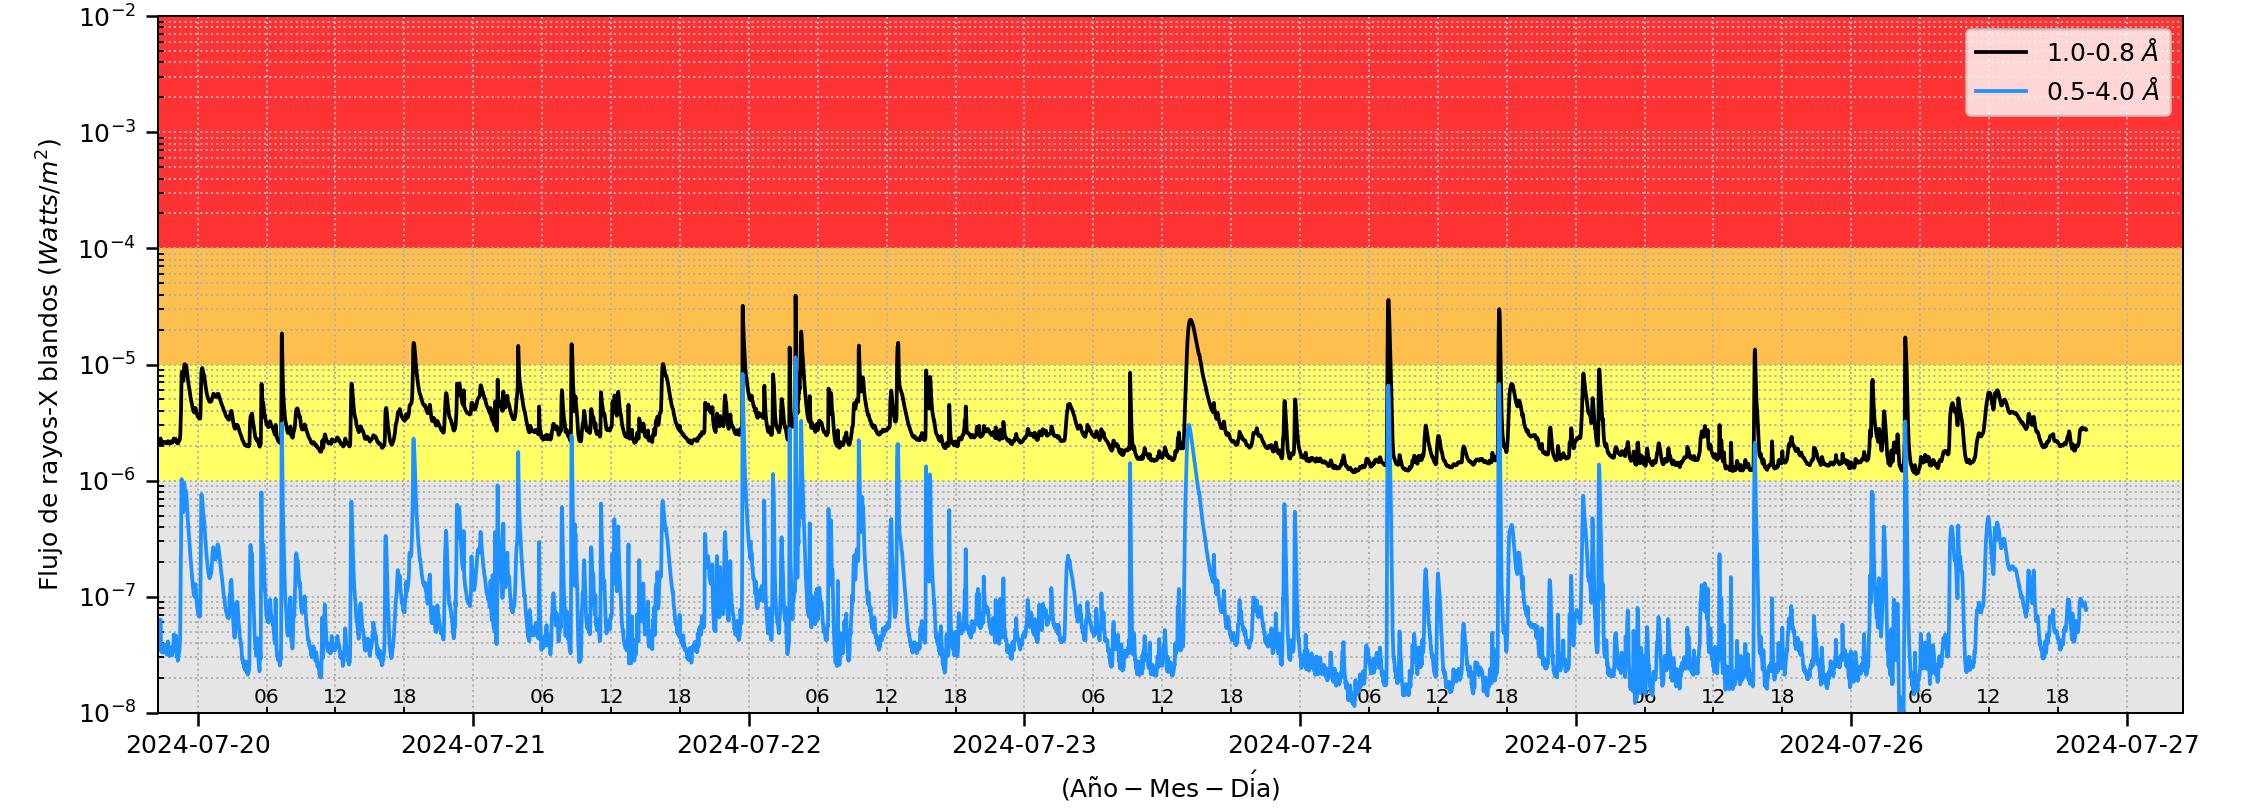 10⁻²
1.0-0.8 Å
0.5-4.0 Å
10⁻³
10⁻⁴
10⁻⁵
10⁻⁶
10⁻⁷
10⁻⁸
Flujo de rayos-X blandos (Watts/m²)
06 12 18 06 12 18 06 12 18 06 12 18 06 12 18 06 12 18 06 12 18
2024-07-20 2024-07-21 2024-07-22 2024-07-23 2024-07-24 2024-07-25 2024-07-26 2024-07-27
(Año − Mes − Día)